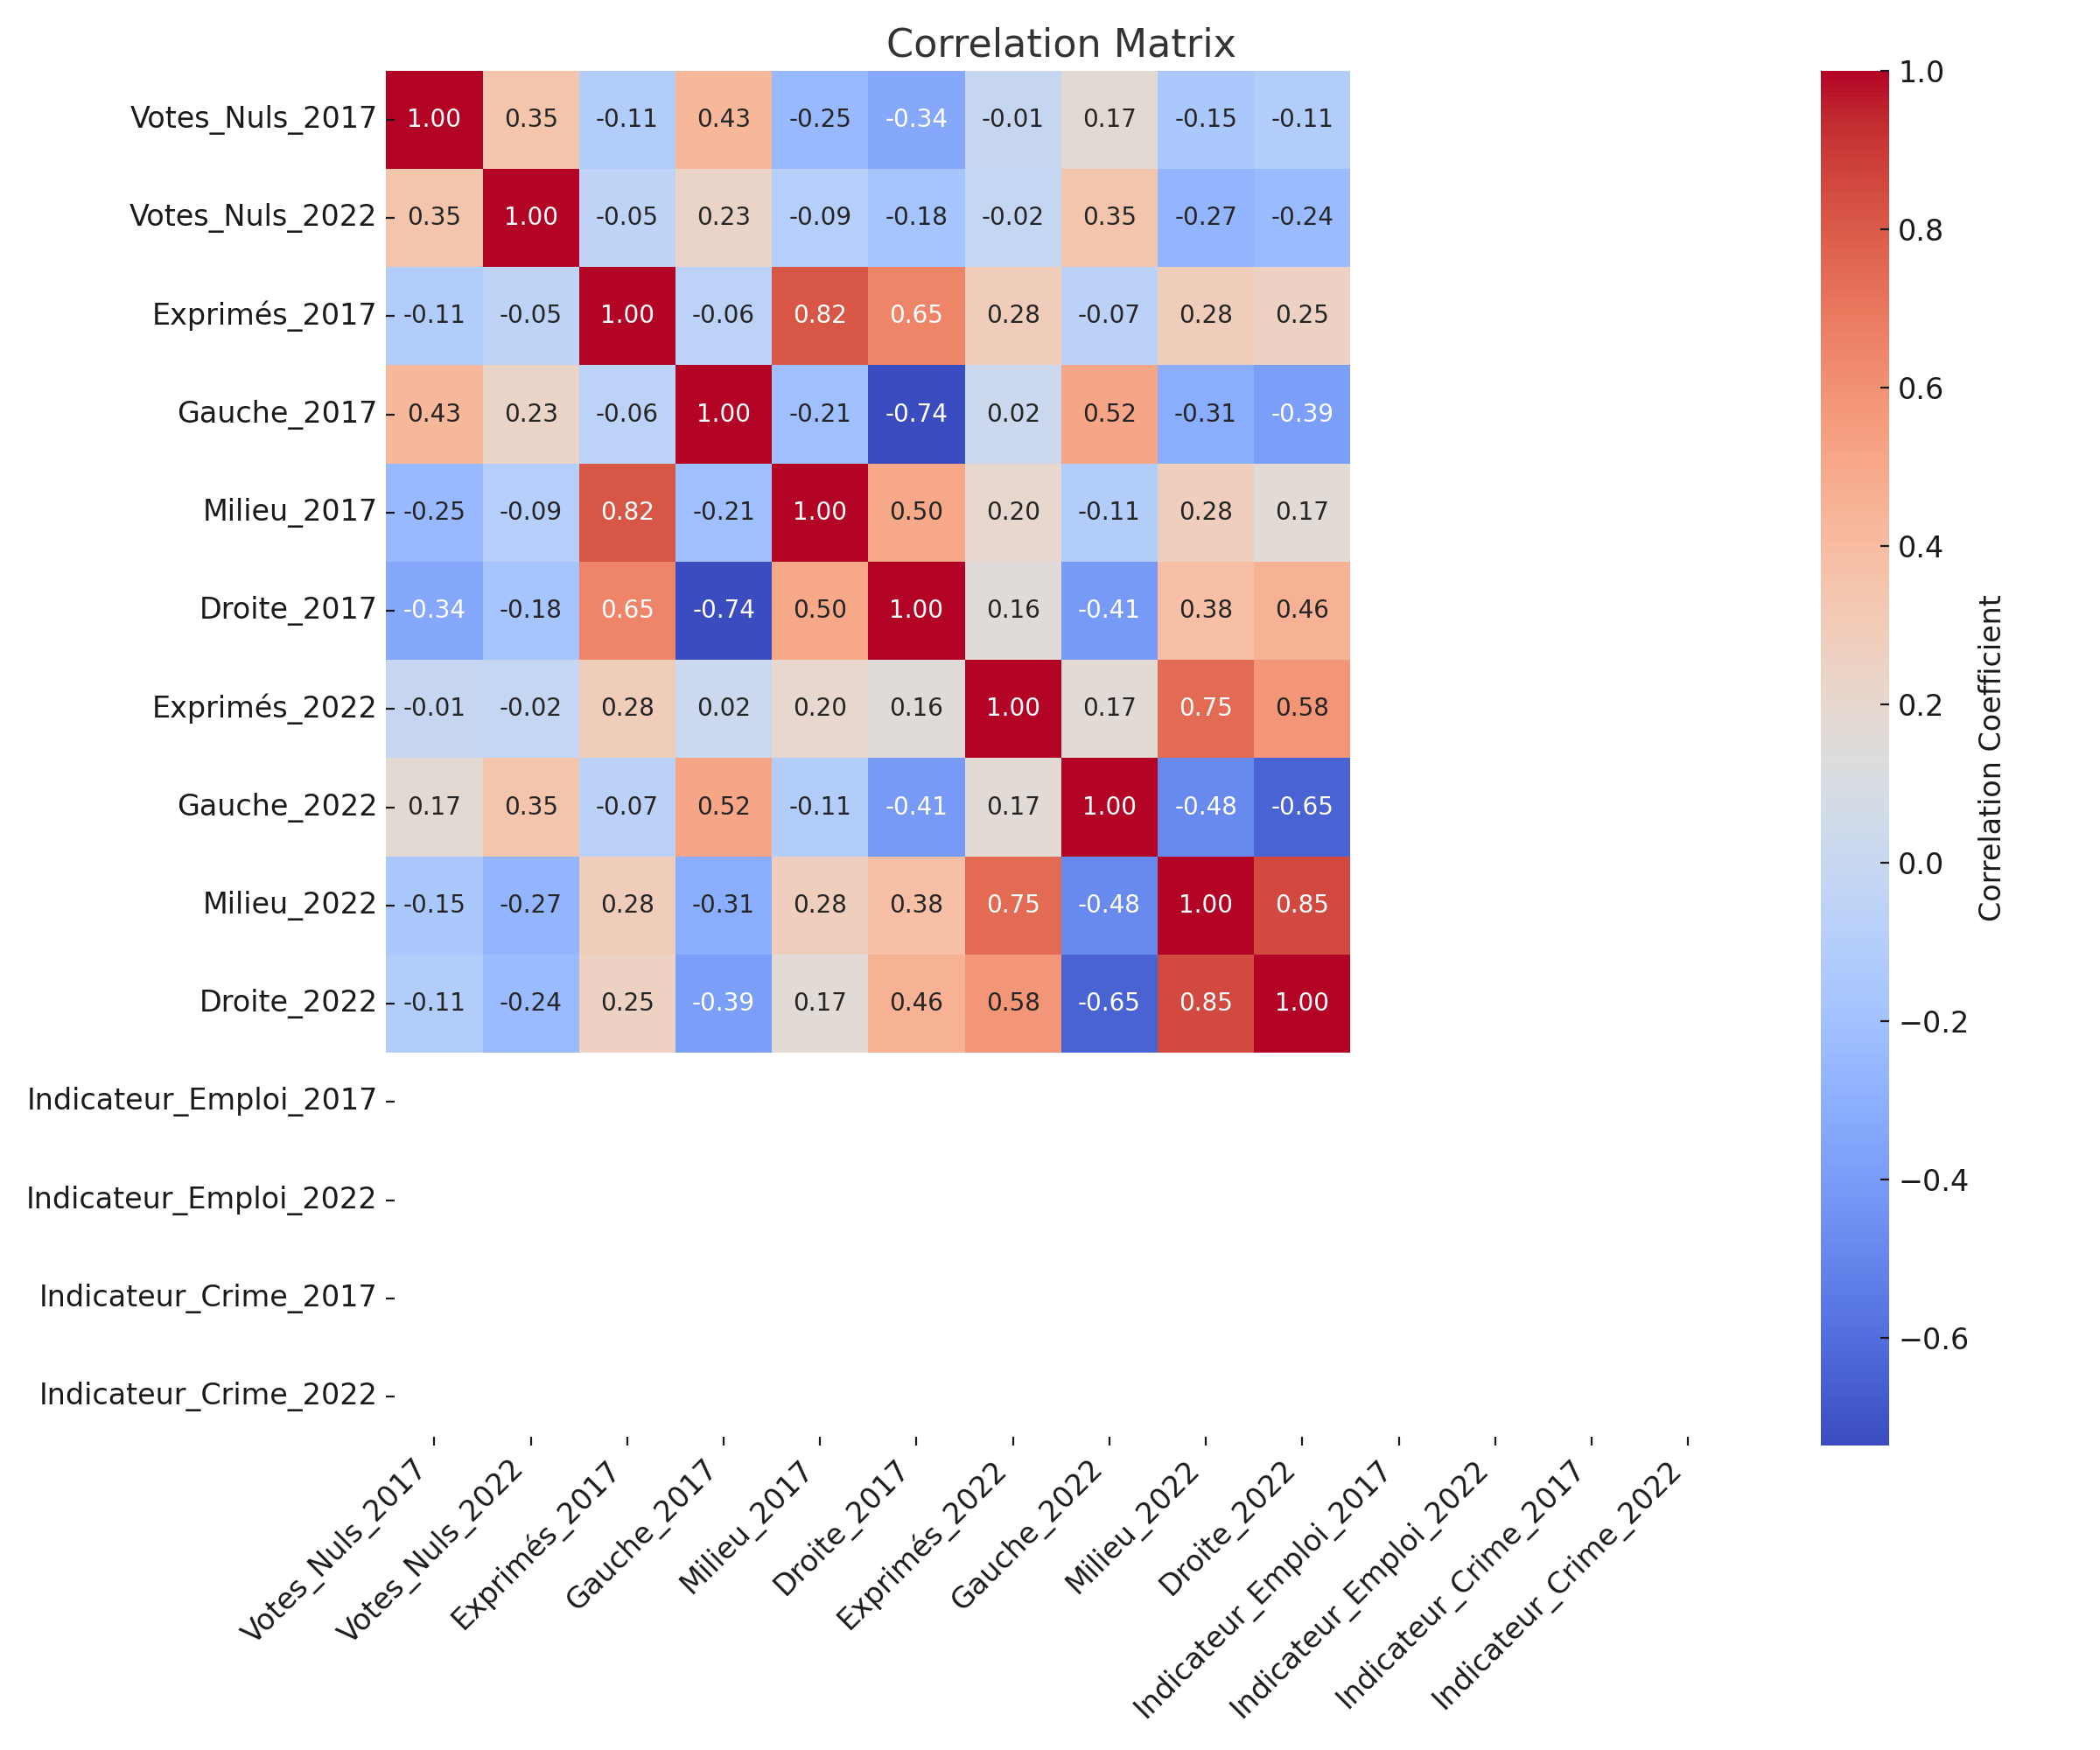 Correlation Matrix
Votes_Nuls_2017 1.00 0.35 -0.11 0.43 -0.25 -0.34 -0.01 0.17 -0.15 -0.11
Votes_Nuls_2022 0.35 1.00 -0.05 0.23 -0.09 -0.18 -0.02 0.35 -0.27 -0.24
Exprimés_2017 -0.11 -0.05 1.00 -0.06 0.82 0.65 0.28 -0.07 0.28 0.25
Gauche_2017 0.43 0.23 -0.06 1.00 -0.21 -0.74 0.02 0.52 -0.31 -0.39
Milieu_2017 -0.25 -0.09 0.82 -0.21 1.00 0.50 0.20 -0.11 0.28 0.17
Droite_2017 -0.34 -0.18 0.65 -0.74 0.50 1.00 0.16 -0.41 0.38 0.46
Exprimés_2022 -0.01 -0.02 0.28 0.02 0.20 0.16 1.00 0.17 0.75 0.58
Gauche_2022 0.17 0.35 -0.07 0.52 -0.11 -0.41 0.17 1.00 -0.48 -0.65
Milieu_2022 -0.15 -0.27 0.28 -0.31 0.28 0.38 0.75 -0.48 1.00 0.85
Droite_2022 -0.11 -0.24 0.25 -0.39 0.17 0.46 0.58 -0.65 0.85 1.00
Indicateur_Emploi_2017
Indicateur_Emploi_2022
Indicateur_Crime_2017
Indicateur_Crime_2022
Votes_Nuls_2017
Votes_Nuls_2022
Exprimés_2017
Gauche_2017
Milieu_2017
Droite_2017
Exprimés_2022
Gauche_2022
Milieu_2022
Droite_2022
Indicateur_Emploi_2017
Indicateur_Emploi_2022
Indicateur_Crime_2017
Indicateur_Crime_2022
1.0
0.8
0.6
0.4
0.2
0.0
−0.2
−0.4
−0.6
Correlation Coefficient